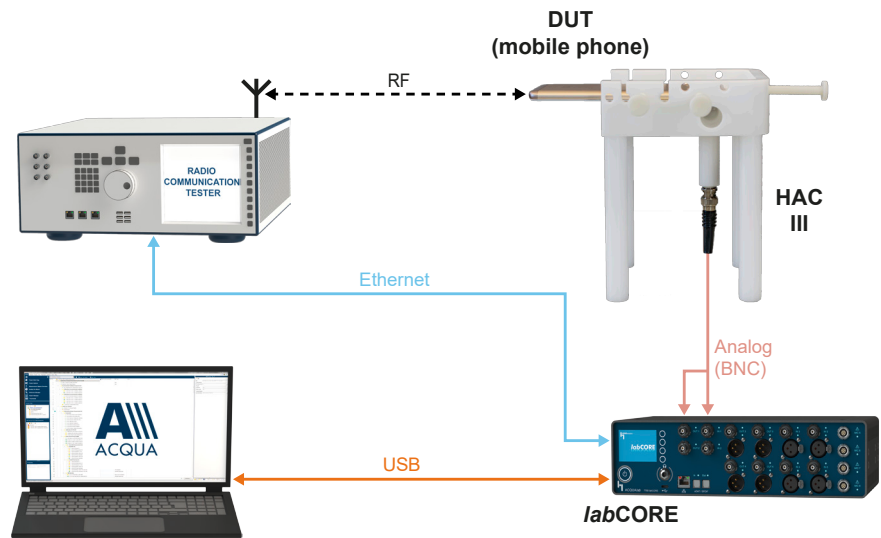 DUT
(mobile phone)
RF
RADIO
COMMUNICATION
TESTER
HAC
III
Ethernet
Analog
(BNC)
ACQUA
labCORE
USB
labCORE